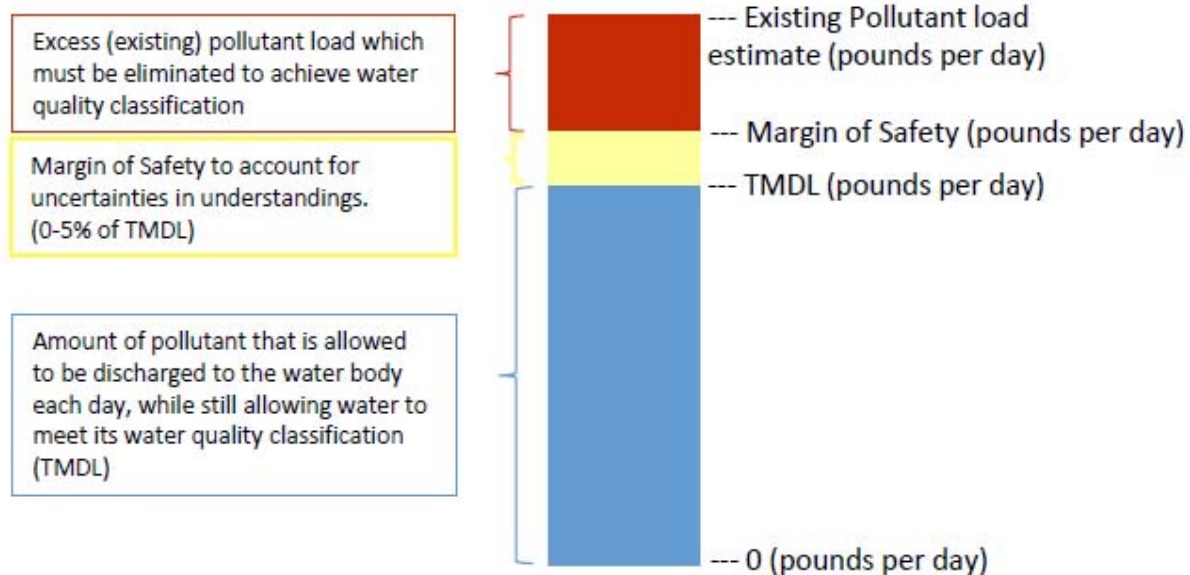 Excess (existing) pollutant load which
must be eliminated to achieve water
quality classification
Margin of Safety to account for
uncertainties in understandings.
(0-5% of TMDL)
Amount of pollutant that is allowed
to be discharged to the water body
each day, while still allowing water to
meet its water quality classification
(TMDL)
--- Existing Pollutant load
estimate (pounds per day)
--- Margin of Safety (pounds per day)
--- TMDL (pounds per day)
--- 0 (pounds per day)